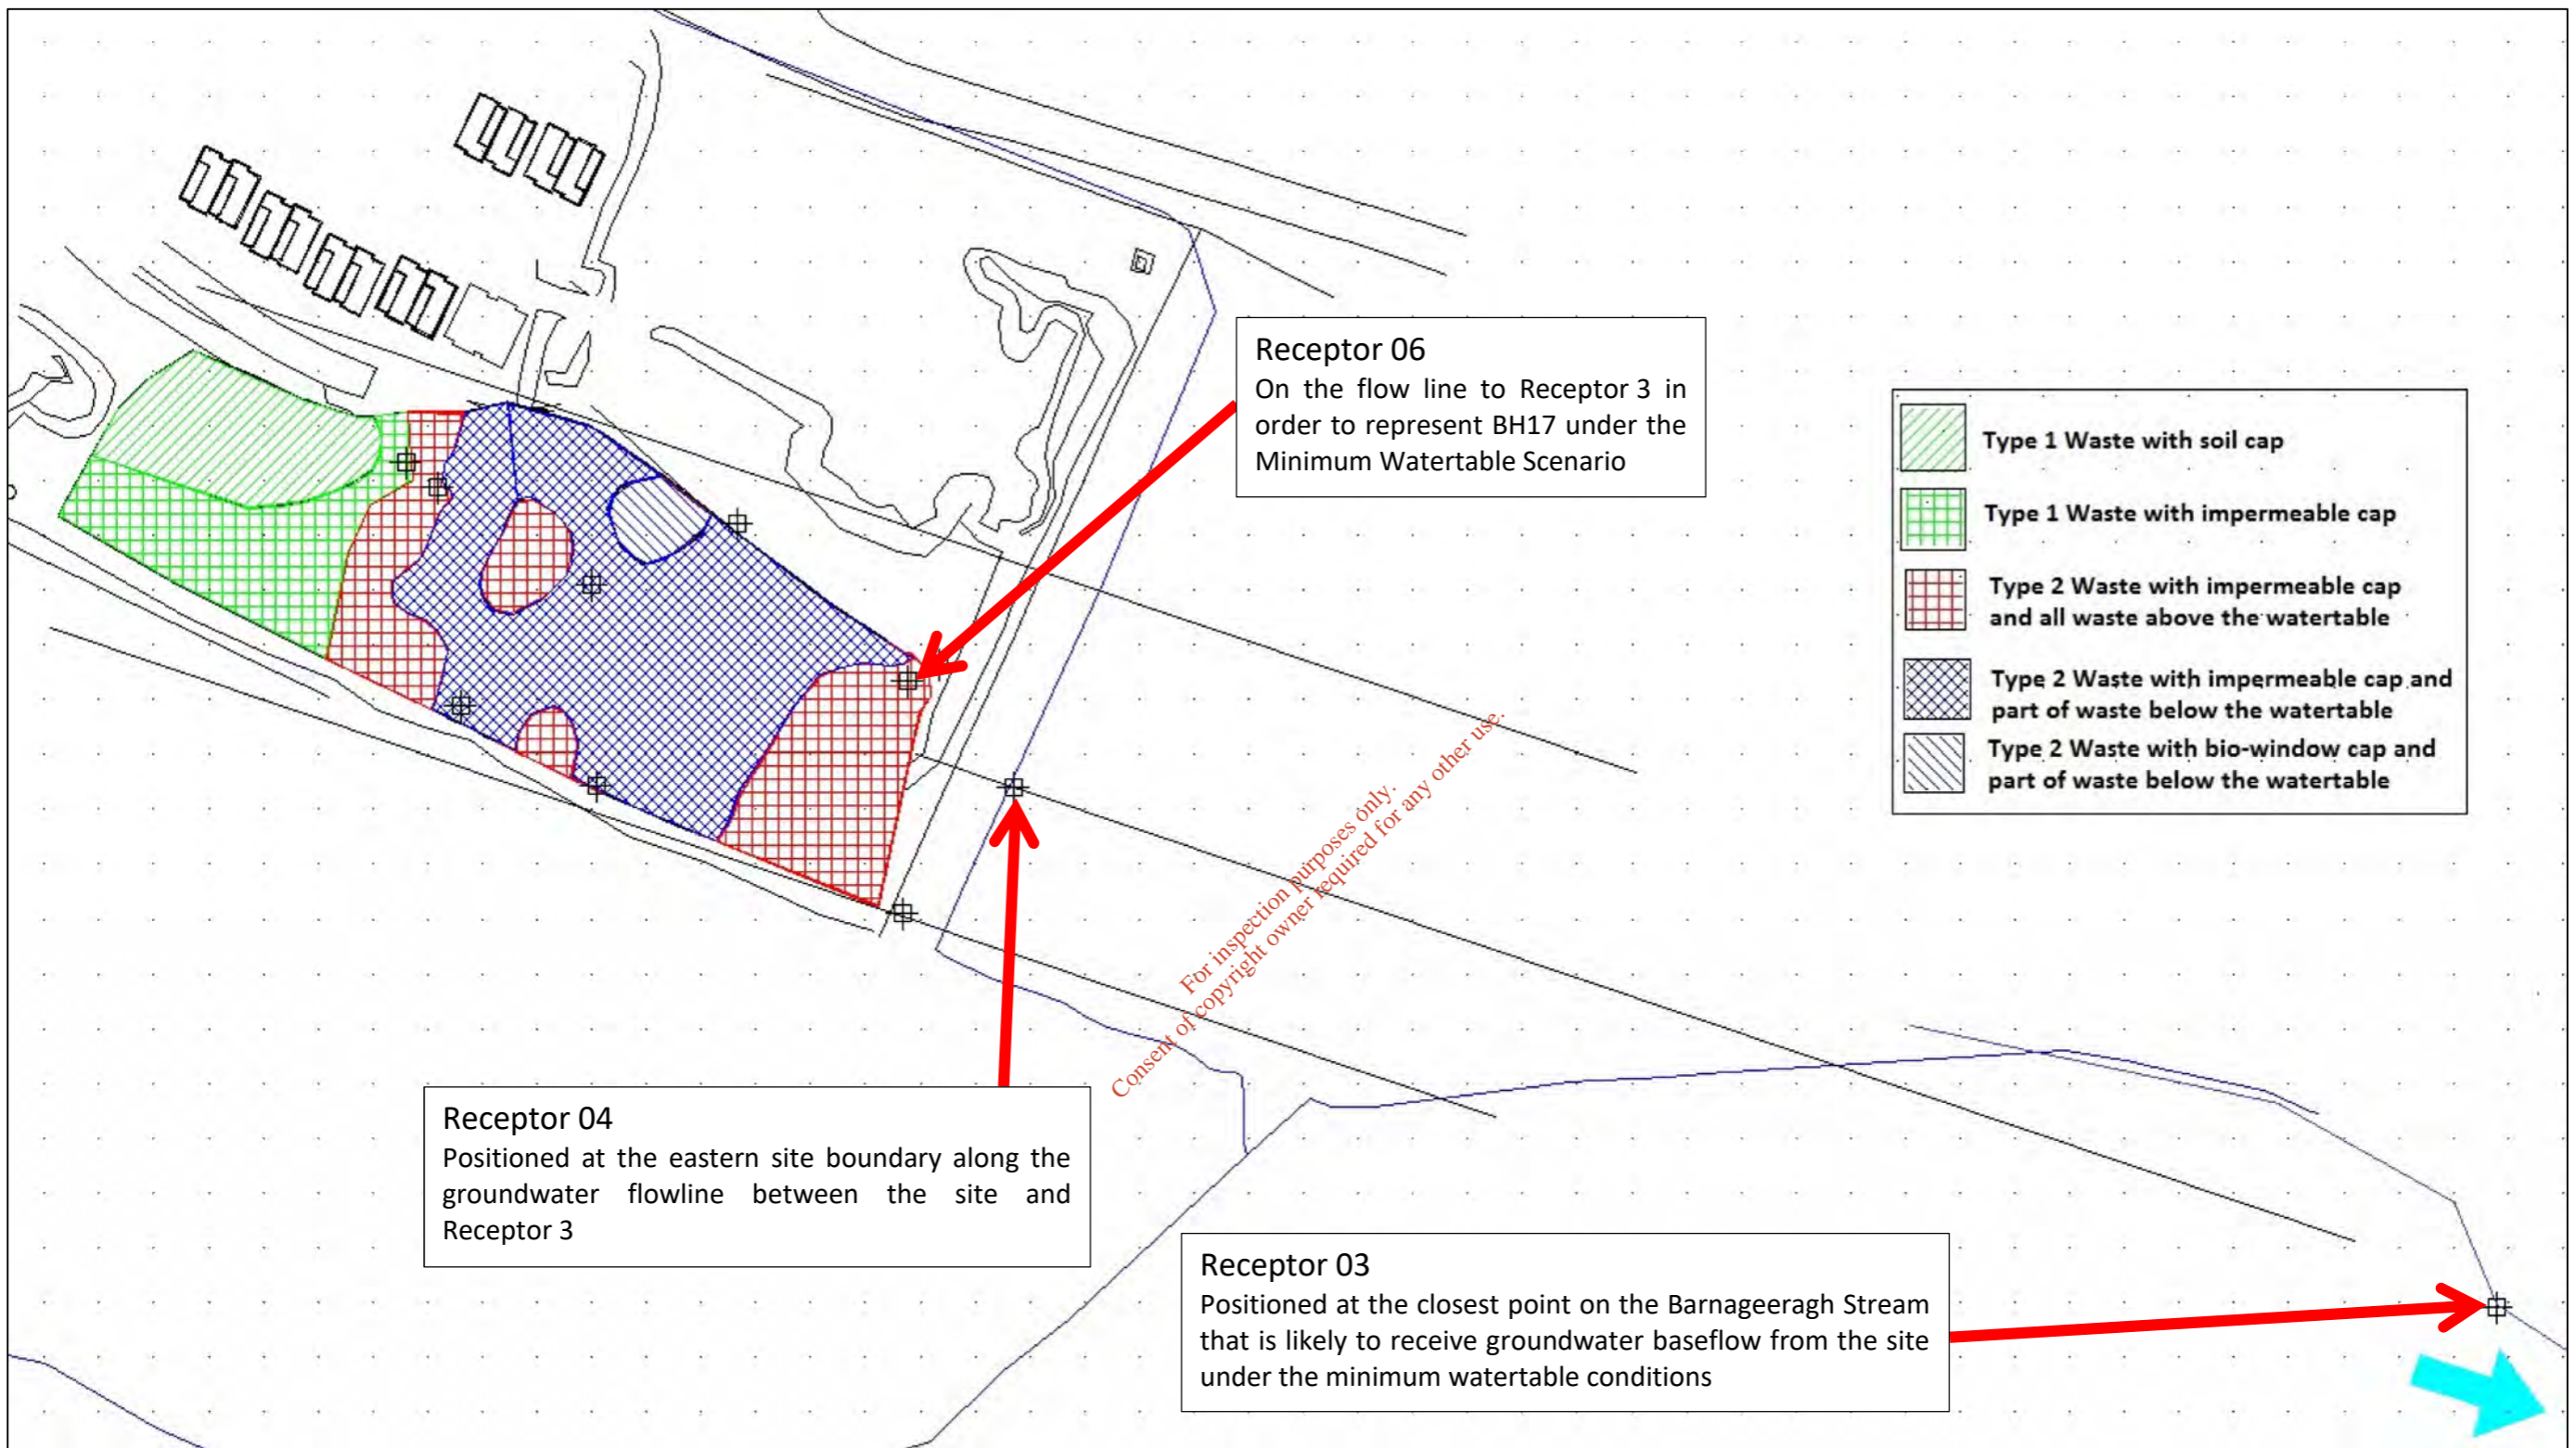 Receptor 06
On the flow line to Receptor 3 in
order to represent BH17 under the
Minimum Watertable Scenario
Type 1 Waste with soil cap
Type 1 Waste with impermeable cap
Type 2 Waste with impermeable cap
and all waste above the watertable
Type 2 Waste with impermeable cap and
part of waste below the watertable
Type 2 Waste with bio-window cap and
part of waste below the watertable
For inspection purposes only.
Consent of copyright owner required for any other use.
Receptor 04
Positioned at the eastern site boundary along the
groundwater flowline between the site and
Receptor 3
Receptor 03
Positioned at the closest point on the Barnageeragh Stream
that is likely to receive groundwater baseflow from the site
under the minimum watertable conditions